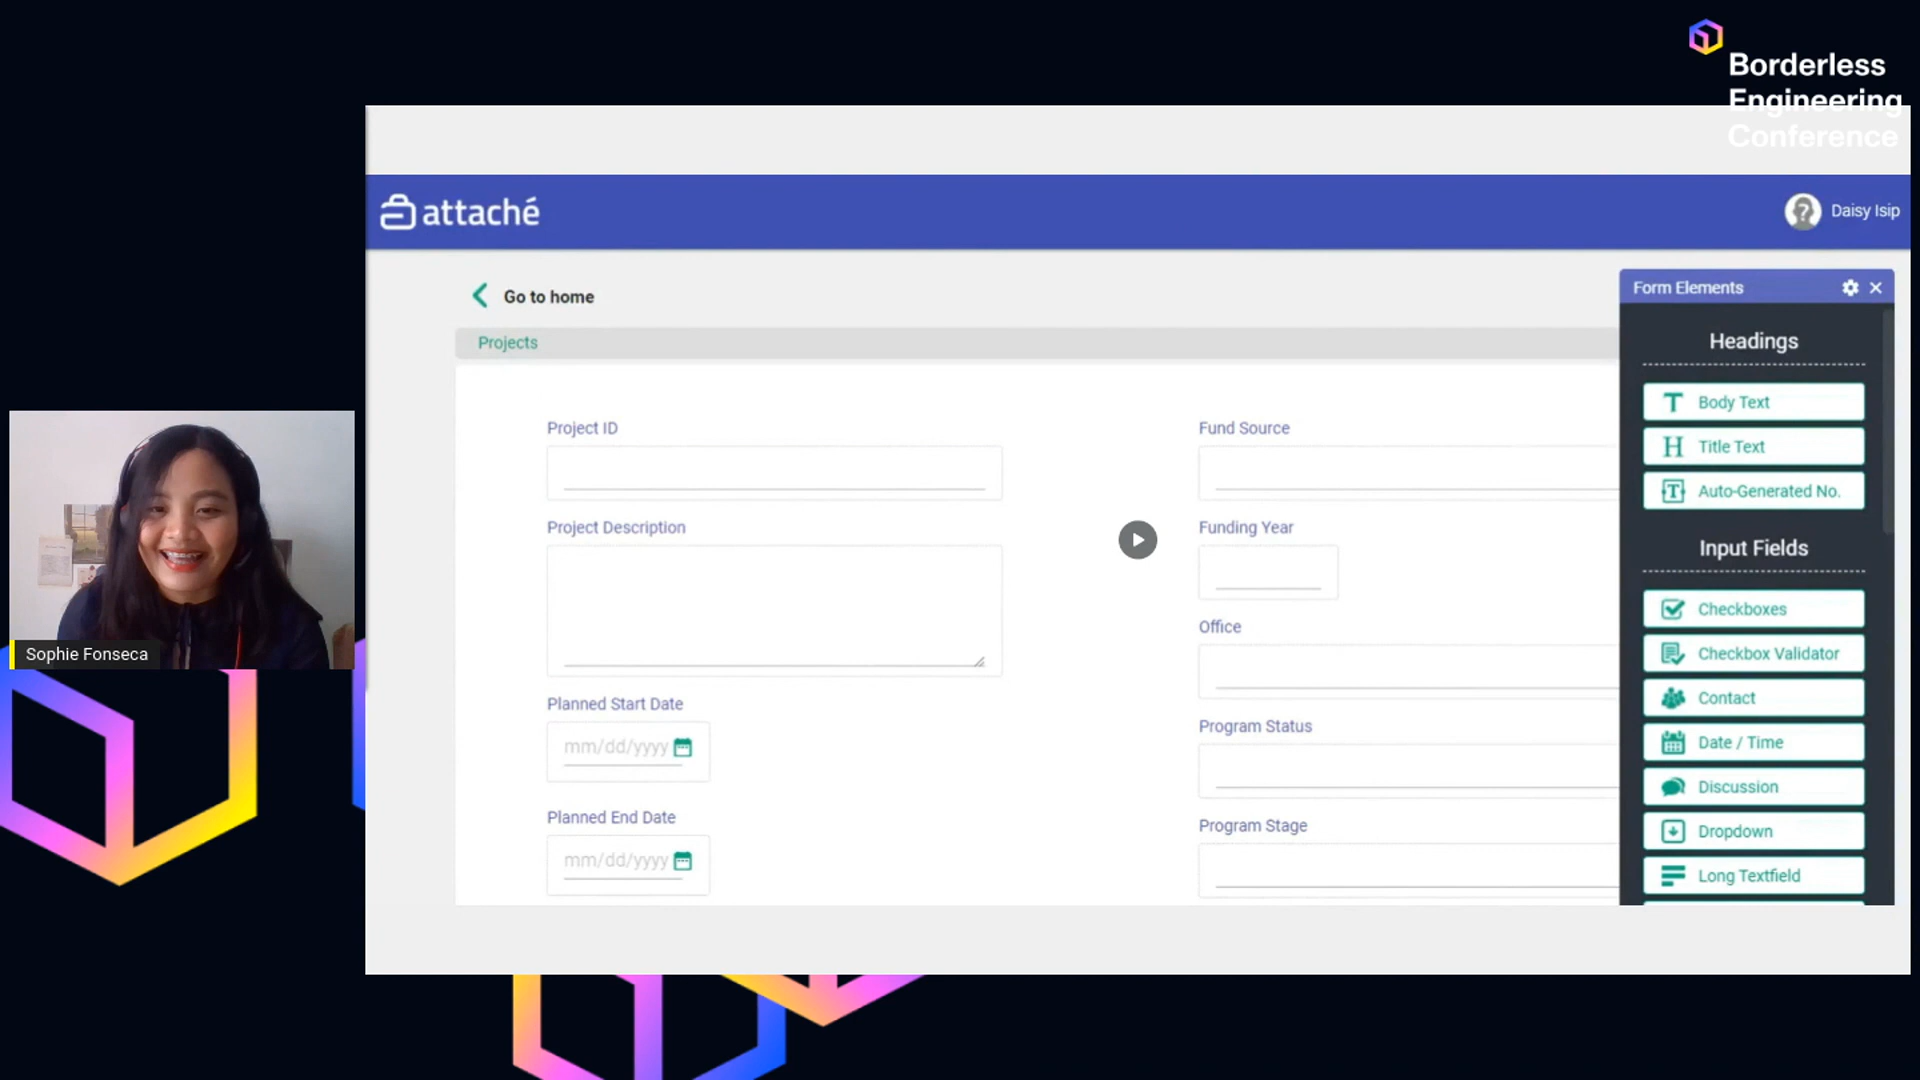 Borderless
Engineering
Conference
attaché
Daisy Isip
Go to home
Projects
Project ID
Project Description
Planned Start Date
mm/dd/yyyy
Planned End Date
mm/dd/yyyy
Fund Source
Funding Year
Office
Program Status
Program Stage
Form Elements
Headings
T Body Text
H Title Text
T Auto-Generated No.
Input Fields
Checkboxes
Checkbox Validator
Contact
Date / Time
Discussion
Dropdown
Long Textfield
Sophie Fonseca